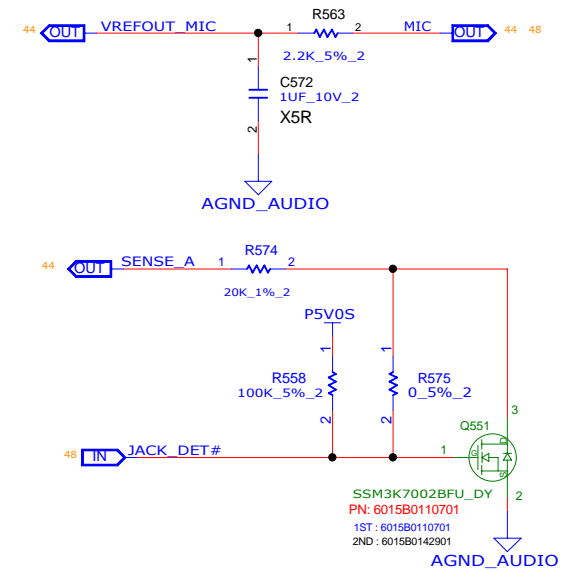 R563
44 OUT VREFOUT_MIC 1 2 MIC OUT 44 48
2.2K_5%_2
1
C572
1UF_10V_2
X5R
2
AGND_AUDIO
R574
44 OUT SENSE_A 1 2
20K_1%_2
P5V0S
1 1
R558 R575
100K_5%_2 0_5%_2
2 2
3
Q551
D
48 IN JACK_DET# 1
G
S
SSM3K7002BFU_DY 2
PN: 6015B0110701
1ST : 6015B0110701
2ND : 6015B0142901
AGND_AUDIO